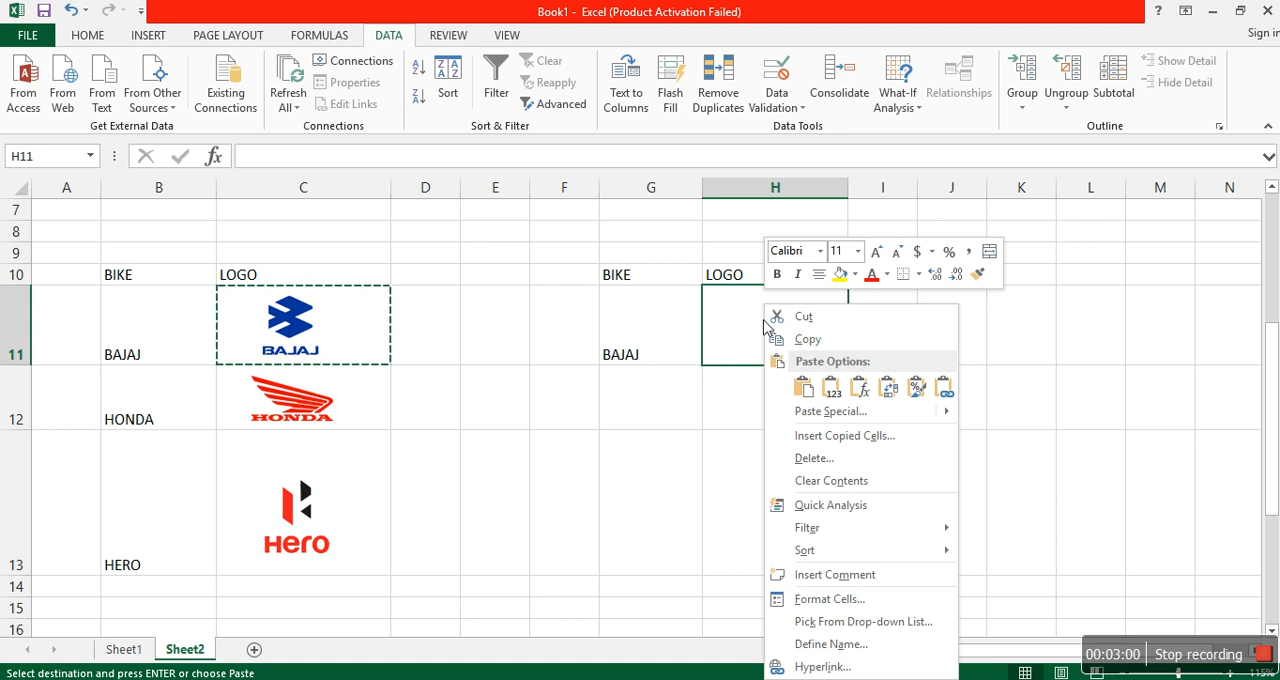 Book1 - Excel (Product Activation Failed)
FILE HOME INSERT PAGE LAYOUT FORMULAS DATA REVIEW VIEW Sign in
From Access
From Web
From Text
From Other Sources
Existing Connections
Get External Data
Refresh All
Connections
Properties
Edit Links
Connections
Sort
Filter
Clear
Reapply
Advanced
Sort & Filter
Text to Columns
Flash Fill
Remove Duplicates
Data Validation
Consolidate
What-If Analysis
Relationships
Data Tools
Group
Ungroup
Subtotal
Show Detail
Hide Detail
Outline
H11 fx
A B C D E F G H I J K L M N
7
8
9
10 BIKE LOGO BIKE LOGO
BAJAJ
11 BAJAJ BAJAJ
HONDA
12 HONDA
Hero
13 HERO
14
15
16
Calibri 11 A A $ % ,
B I A .00 .00
Cut
Copy
Paste Options:
123 fx %
Paste Special...
Insert Copied Cells...
Delete...
Clear Contents
Quick Analysis
Filter
Sort
Insert Comment
Format Cells...
Pick From Drop-down List...
Define Name...
Hyperlink...
Sheet1 Sheet2
00:03:00 Stop recording
Select destination and press ENTER or choose Paste 115%